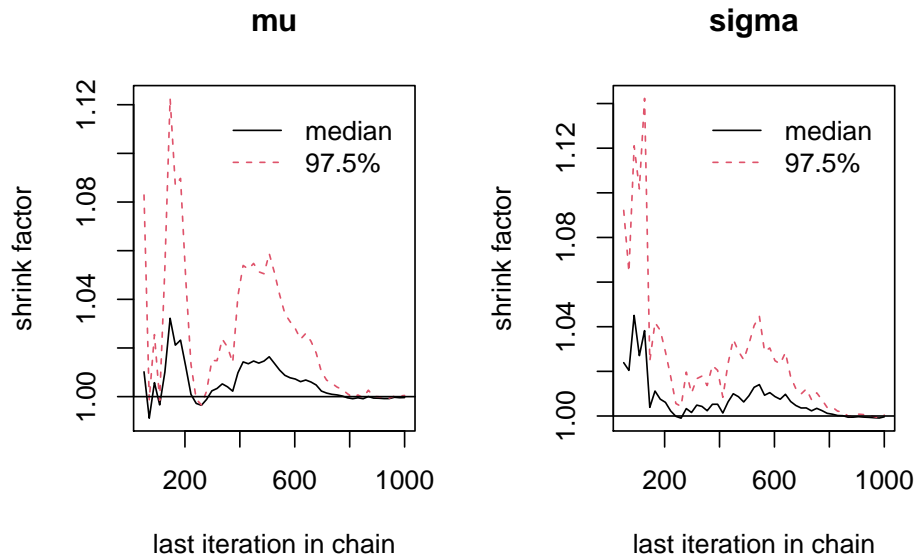 mu
shrink factor
1.00 1.04 1.08 1.12
median
97.5%
200 600 1000
last iteration in chain
sigma
shrink factor
1.00 1.04 1.08 1.12
median
97.5%
200 600 1000
last iteration in chain